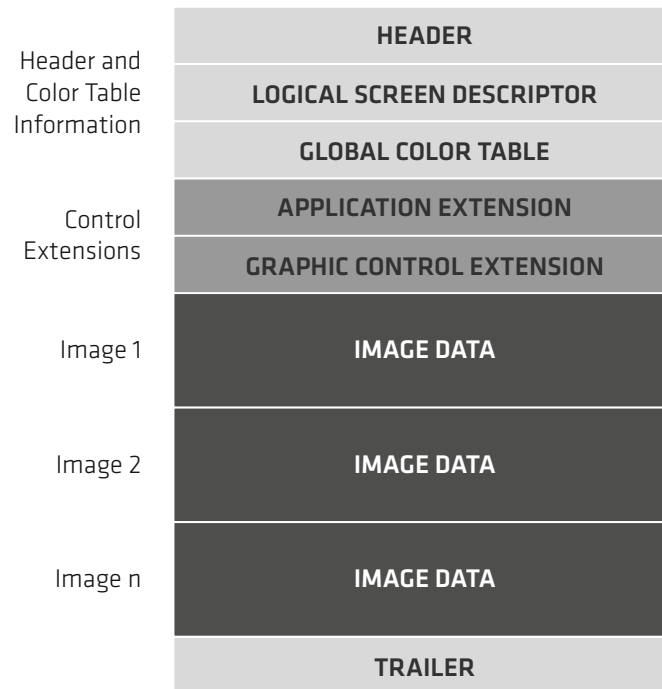 Header and
Color Table
Information
HEADER
LOGICAL SCREEN DESCRIPTOR
GLOBAL COLOR TABLE
Control
Extensions
APPLICATION EXTENSION
GRAPHIC CONTROL EXTENSION
Image 1
IMAGE DATA
Image 2
IMAGE DATA
Image n
IMAGE DATA
TRAILER